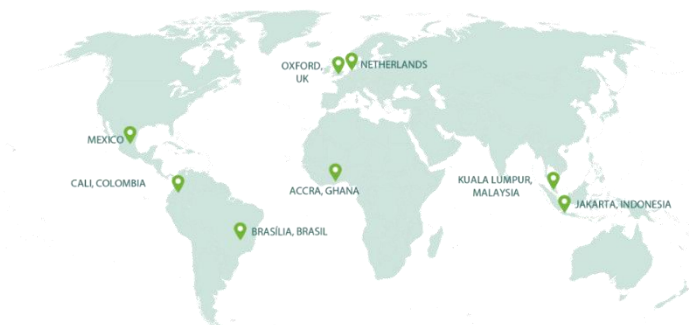 OXFORD,
UK
NETHERLANDS
MEXICO
CALI, COLOMBIA
ACCRA, GHANA
KUALA LUMPUR,
MALAYSIA
JAKARTA, INDONESIA
BRASÍLIA, BRASIL